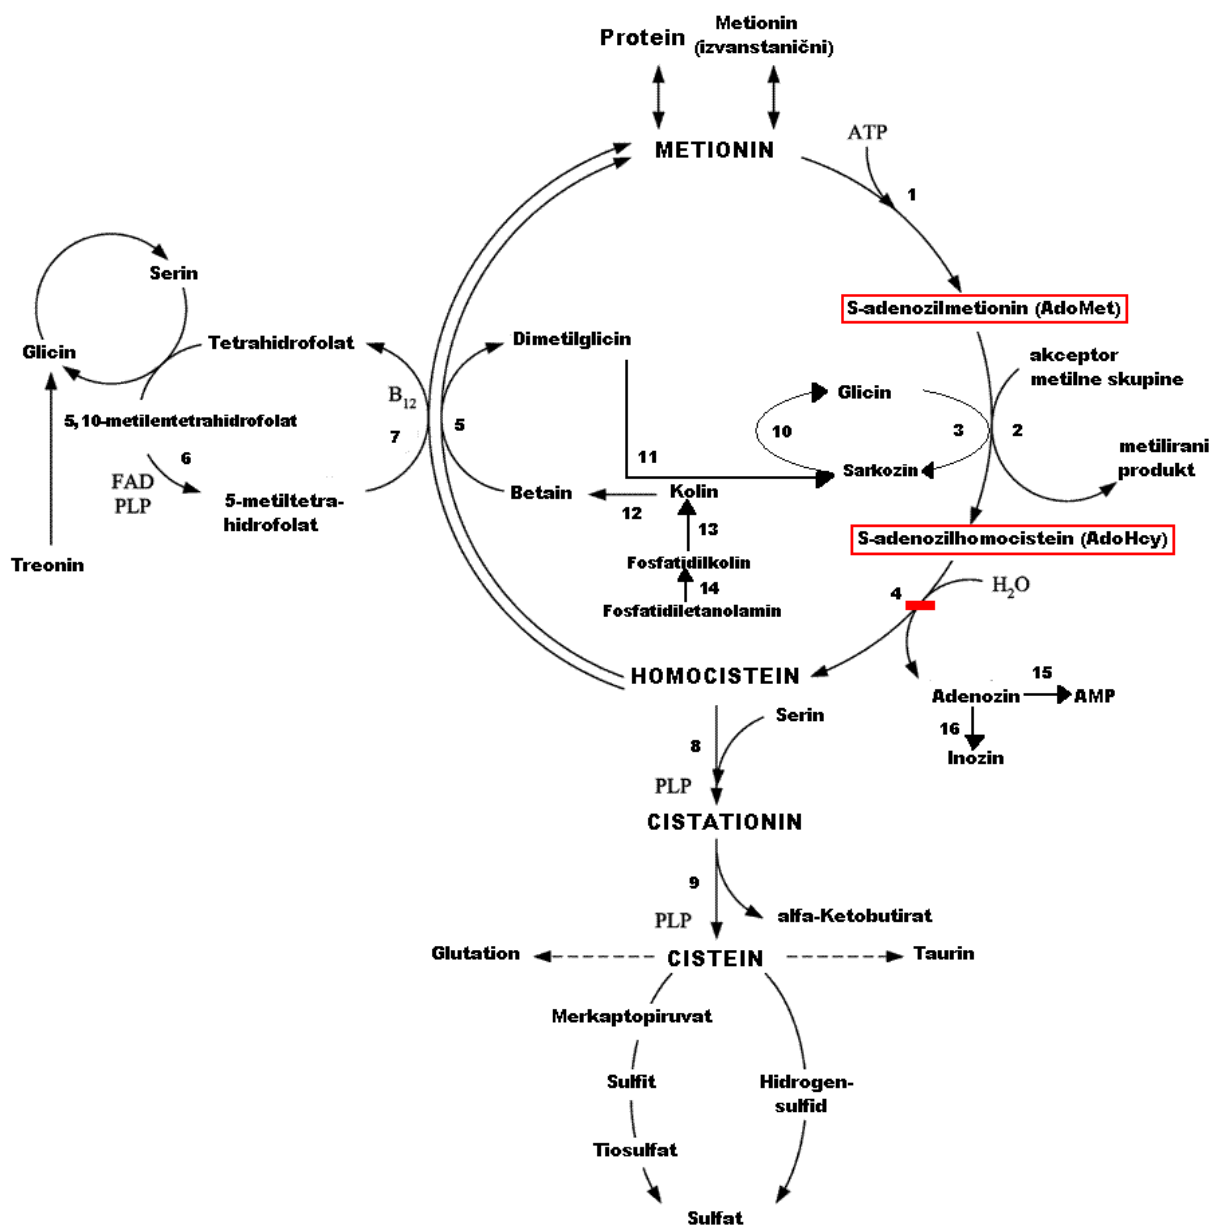 Protein
Metionin
(izvanstanični)
METIONIN
ATP
1
Serin
S-adenozilmetionin (AdoMet)
Glicin
Tetrahidrofolat
Dimetilglicin
akceptor
metilne skupine
B12
Glicin
5,10-metilentetrahidrofolat
7
5
10
3
2
metilirani
produkt
6
11
Sarkozin
FAD
PLP
5-metiltetra-
hidrofolat
Betain
12
Kolin
13
Treonin
Fosfatidilkolin
14
Fosfatidiletanolamin
S-adenozilhomocistein (AdoHcy)
4
H2O
HOMOCISTEIN
15
Adenozin
AMP
Serin
16
8
Inozin
PLP
CISTATIONIN
9
alfa-Ketobutirat
PLP
Glutation
CISTEIN
Taurin
Merkaptopiruvat
Sulfit
Hidrogen-
sulfid
Tiosulfat
Sulfat